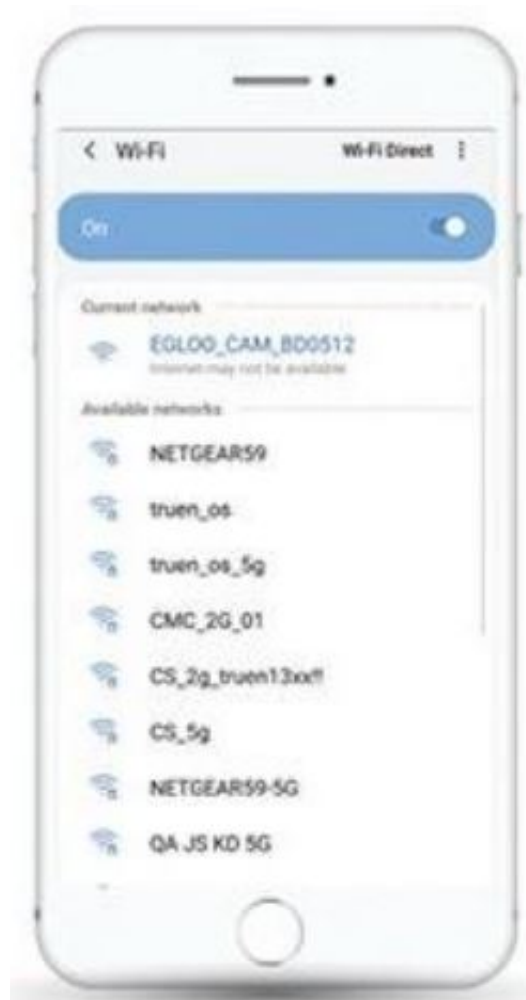 Wi-Fi
Wi-Fi Direct
On
Current network
EGLOO_CAM_BD0512
Internet may not be available
Available networks
NETGEAR59
truen_os
truen_os_5g
CMC_2G_01
CS_2g_truen13xx!!
CS_5g
NETGEAR59-5G
QA JS KD 5G